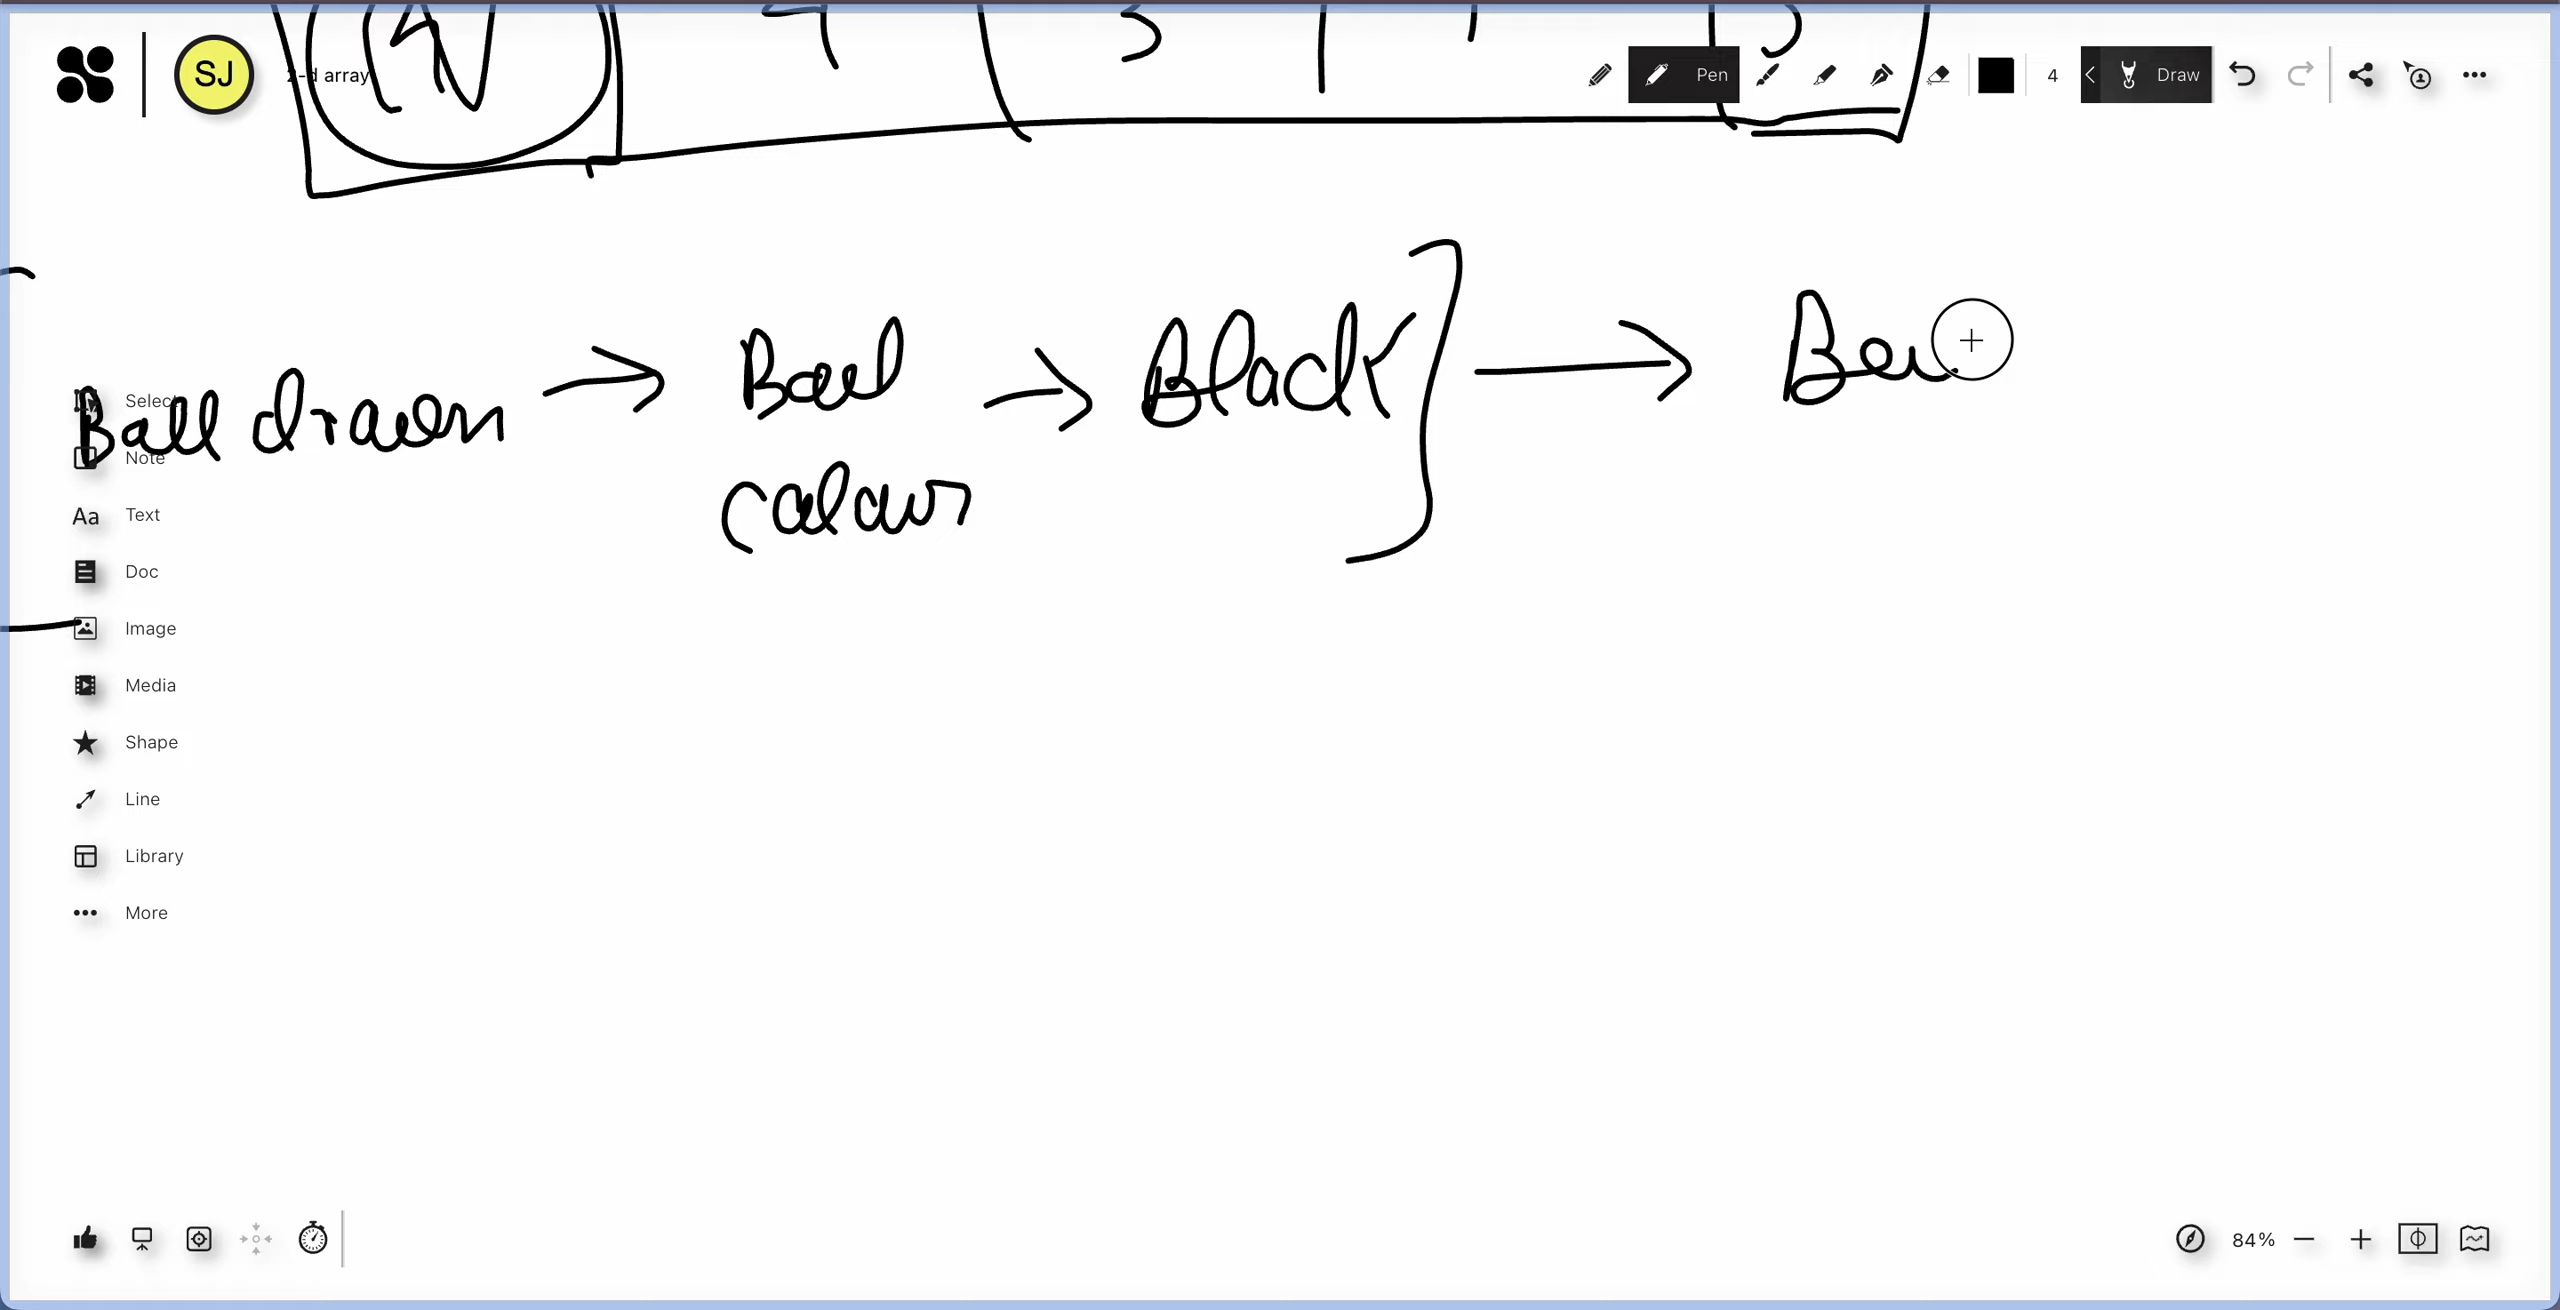 SJ
2-d array
Pen
4
Draw
Ball drawn → Ball → Black →
colour
Select
Note
Aa Text
Doc
Image
Media
Shape
Line
Library
More
84%